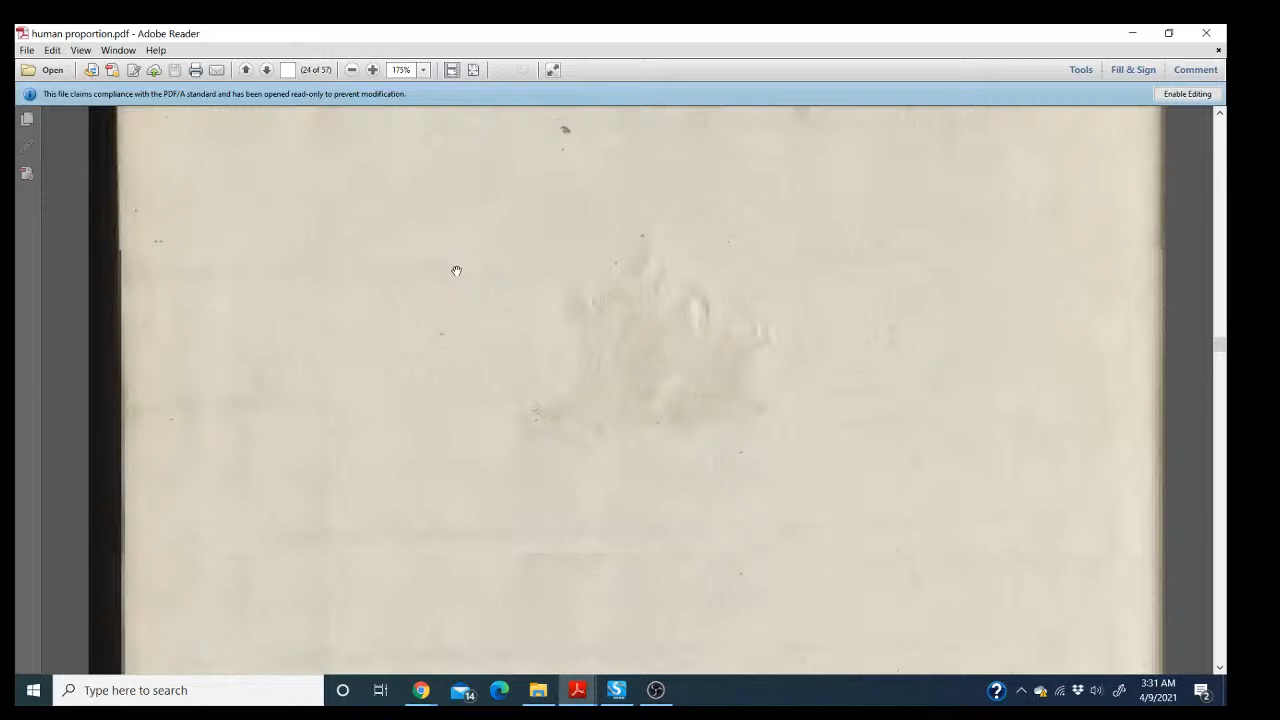 human proportion.pdf - Adobe Reader
File Edit View Window Help
Open (24 of 57) 175% Tools Fill & Sign Comment
This file claims compliance with the PDF/A standard and has been opened read-only to prevent modification. Enable Editing
Type here to search 14 3:31 AM
4/9/2021 2